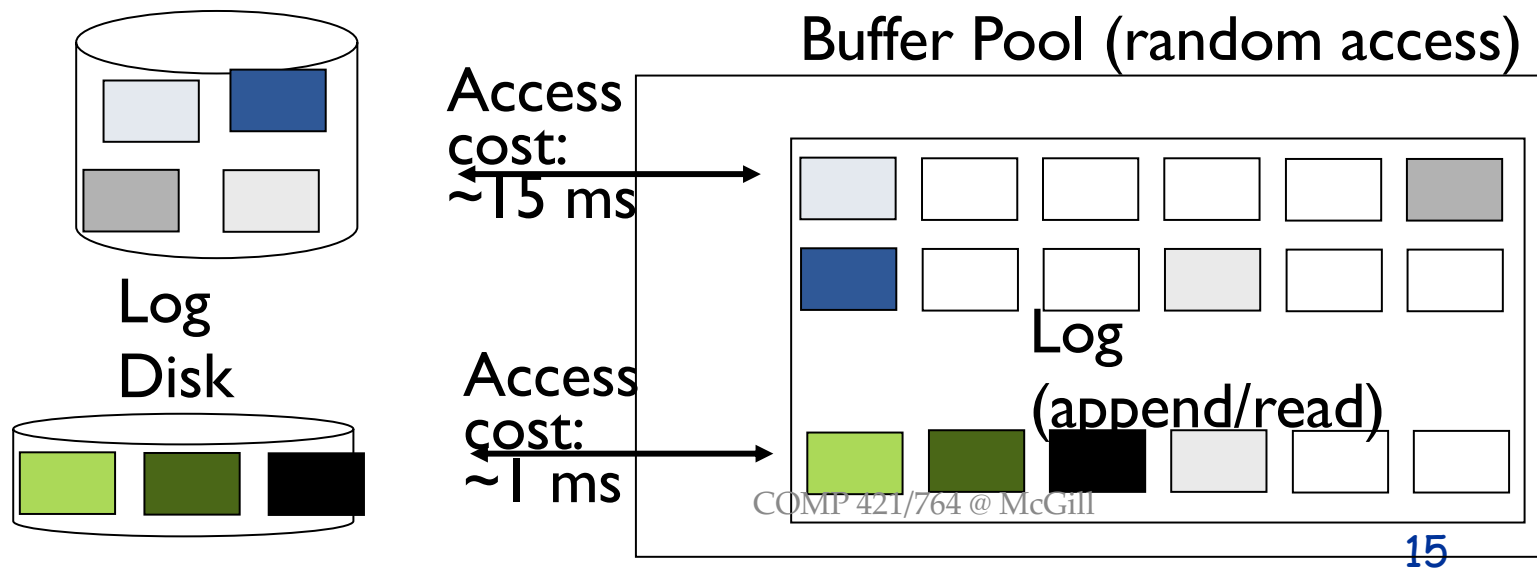 Buffer Pool (random access)
Access
cost:
~15 ms
Log
Disk
Log
(append/read)
Access
cost:
~1 ms
COMP 421/764 @ McGill
15